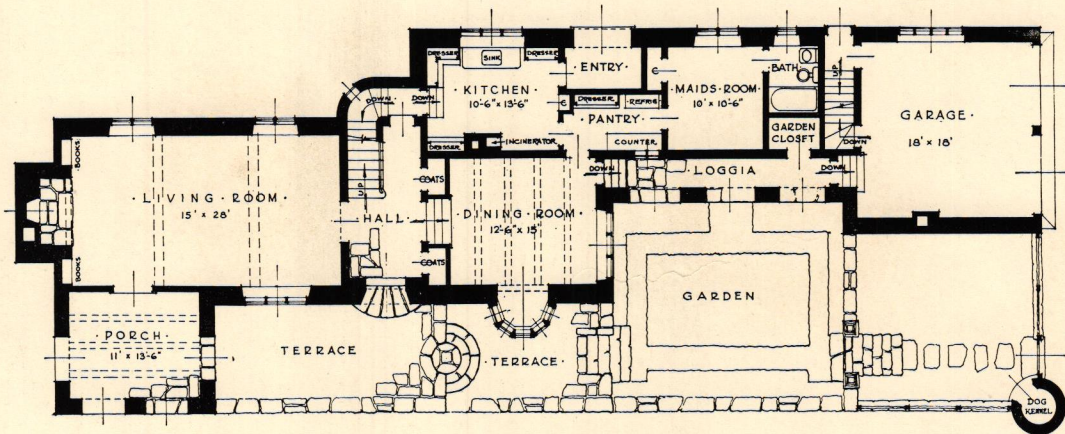 DRESSER
SINK
DRESSER
·ENTRY·
KITCHEN
10'-6" x 13'-6"
DOWN
DOWN
C
C
MAIDS·ROOM
10' x 10'-6"
BATH
UP
GARAGE
18' x 18'
DRESSER
REFRIG
PANTRY
COUNTER
INCINERATOR
DRESSER
GARDEN
CLOSET
DOWN
BOOKS
·LIVING·ROOM·
15' x 28'
UP
COATS
·HALL·
COATS
·DINING·ROOM·
12'-6" x 15'
DOWN
·LOGGIA·
DOWN
BOOKS
·PORCH·
11' x 13'-6"
TERRACE
·TERRACE·
GARDEN
DOG
KENNEL